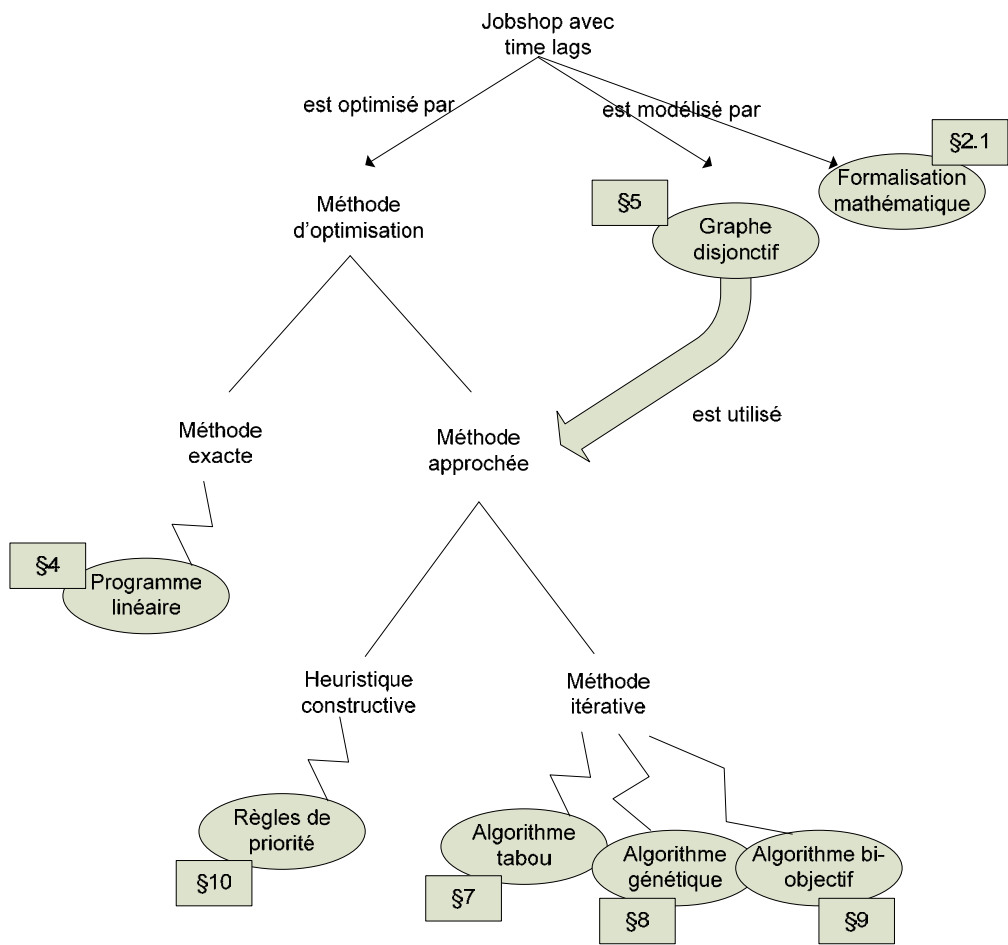 Jobshop avec
time lags
est optimisé par
est modélisé par
§2.1
Formalisation
mathématique
§5
Graphe
disjonctif
Méthode
d'optimisation
est utilisé
Méthode
exacte
Méthode
approchée
§4
Programme
linéaire
Heuristique
constructive
Méthode
itérative
Règles de
priorité
§10
Algorithme
tabou
§7
Algorithme
génétique
§8
Algorithme bi-
objectif
§9